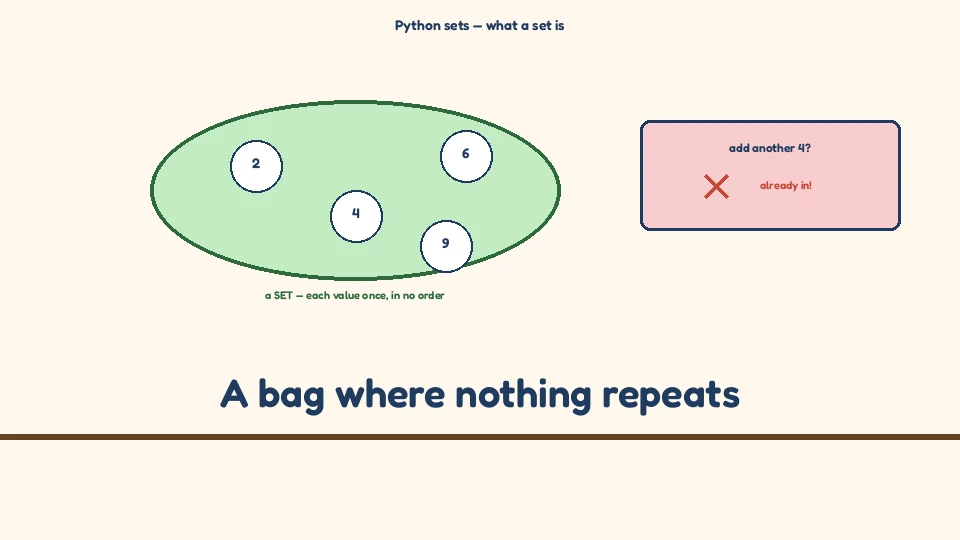 Python sets — what a set is
2
6
4
9
add another 4?
already in!
a SET — each value once, in no order
A bag where nothing repeats